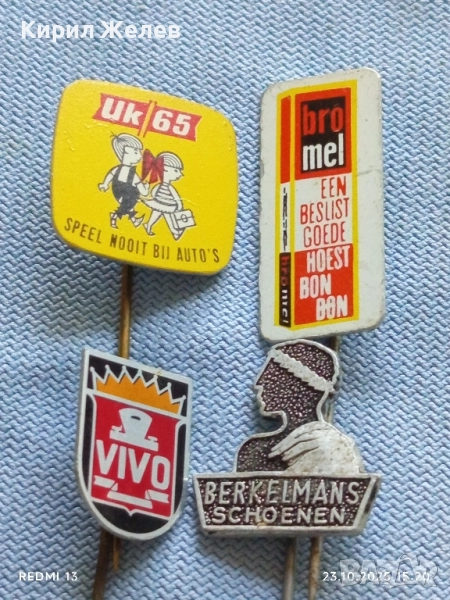 Кирил Желев
Uk/65
SPEEL NOOIT BIJ AUTO'S
bro
mel
EEN
BESLIST
GOEDE
HOEST
BON
BON
bromel
VIVO
BERKELMANS
SCHOENEN
REDMI 13